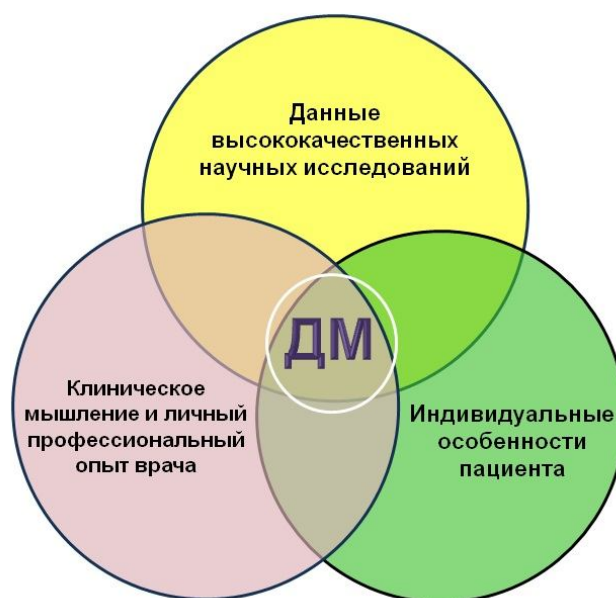 Данные
высококачественных
научных исследований
ДМ
Клиническое
мышление и личный
профессиональный
опыт врача
Индивидуальные
особенности
пациента